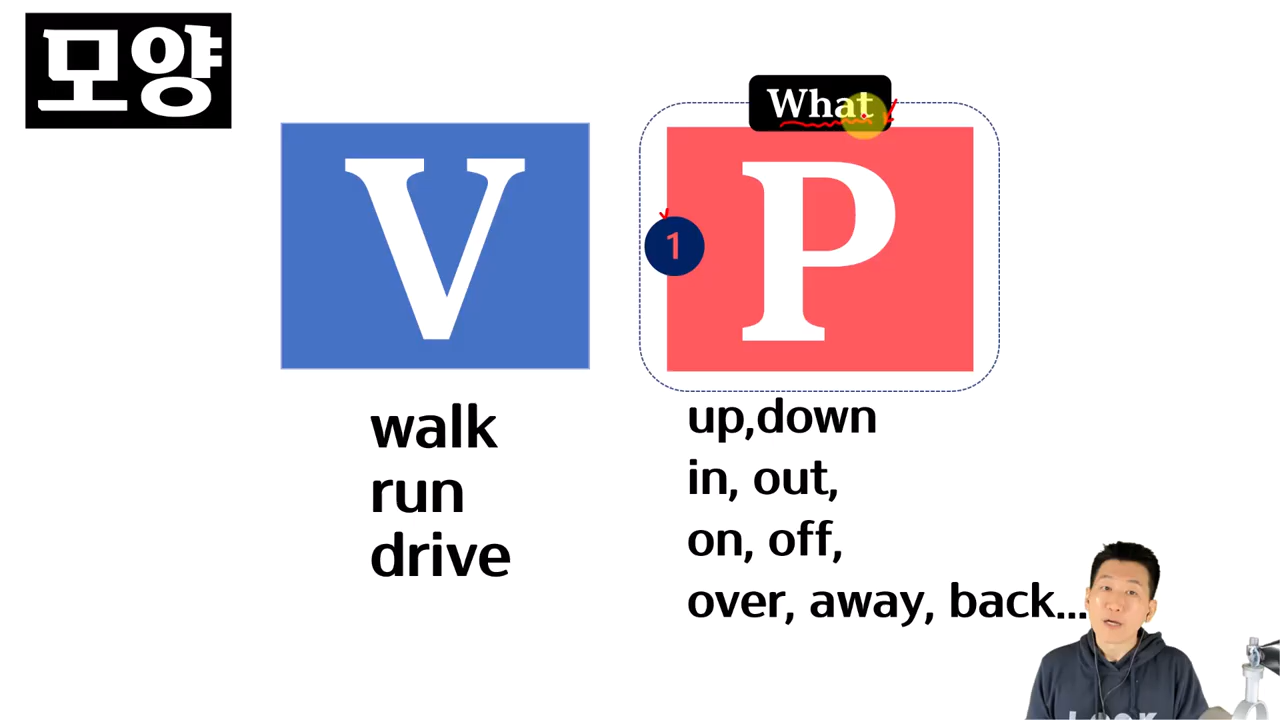 모양
What
V
P
1
walk
run
drive
up,down
in, out,
on, off,
over, away, back...